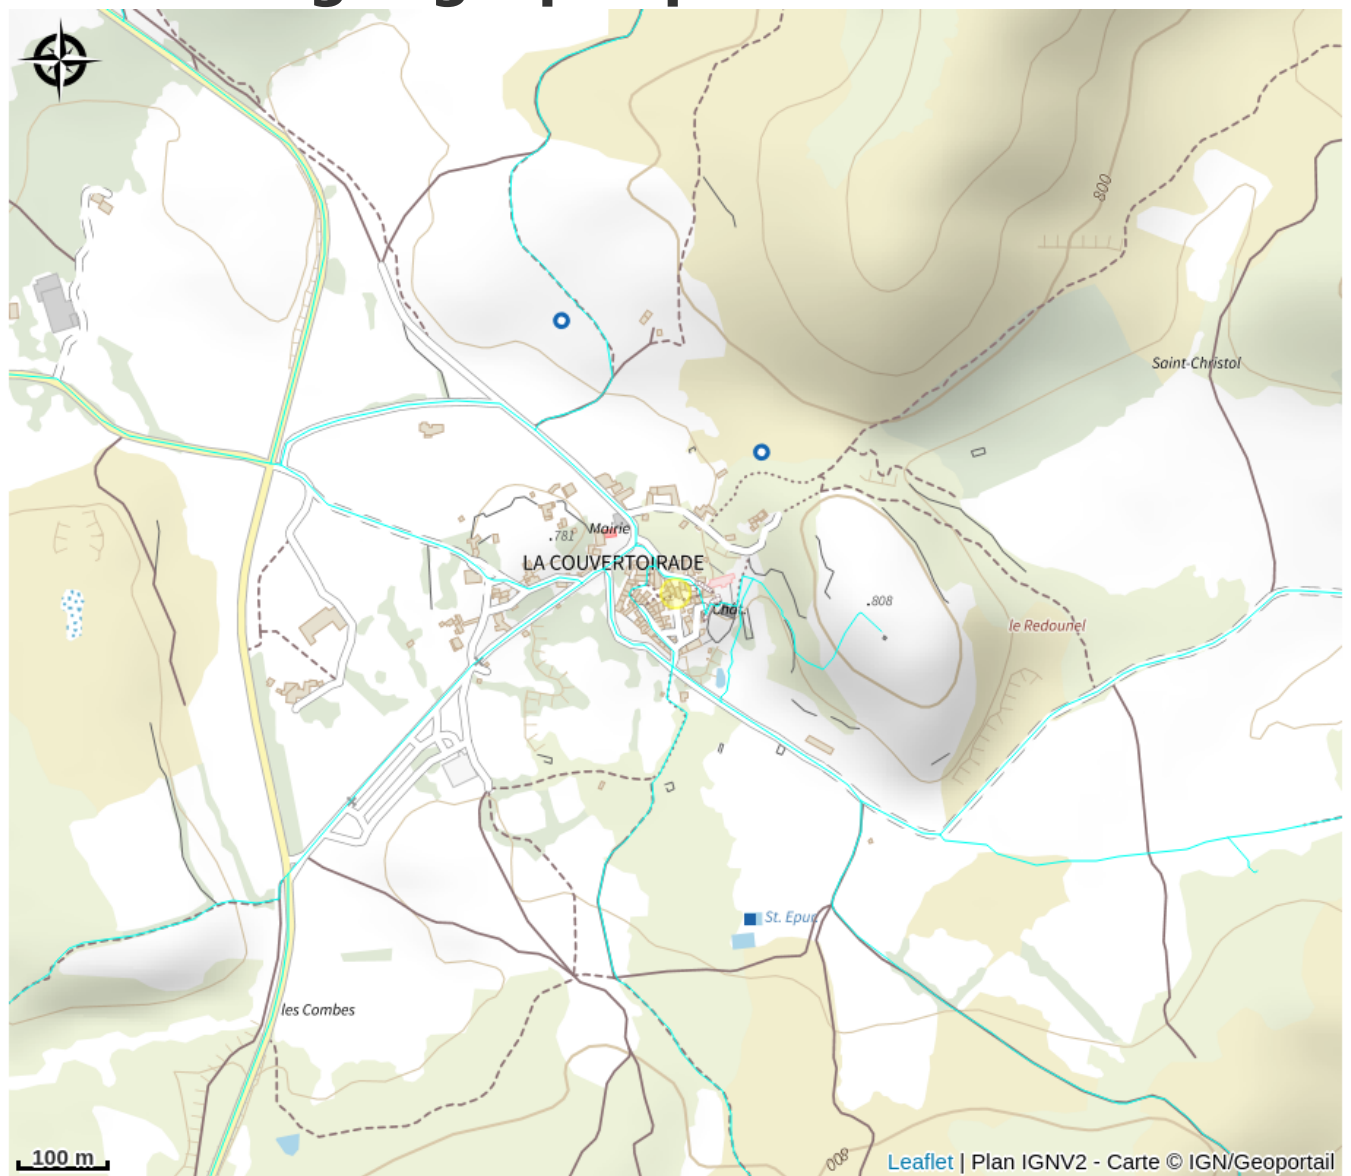 800
Saint-Christol
.781
Mairie
LA COUVERTOIRADE
Chât.
.808
le Redounel
St. Epur
les Combes
800
100 m
Leaflet | Plan IGNV2 - Carte © IGN/Geoportail